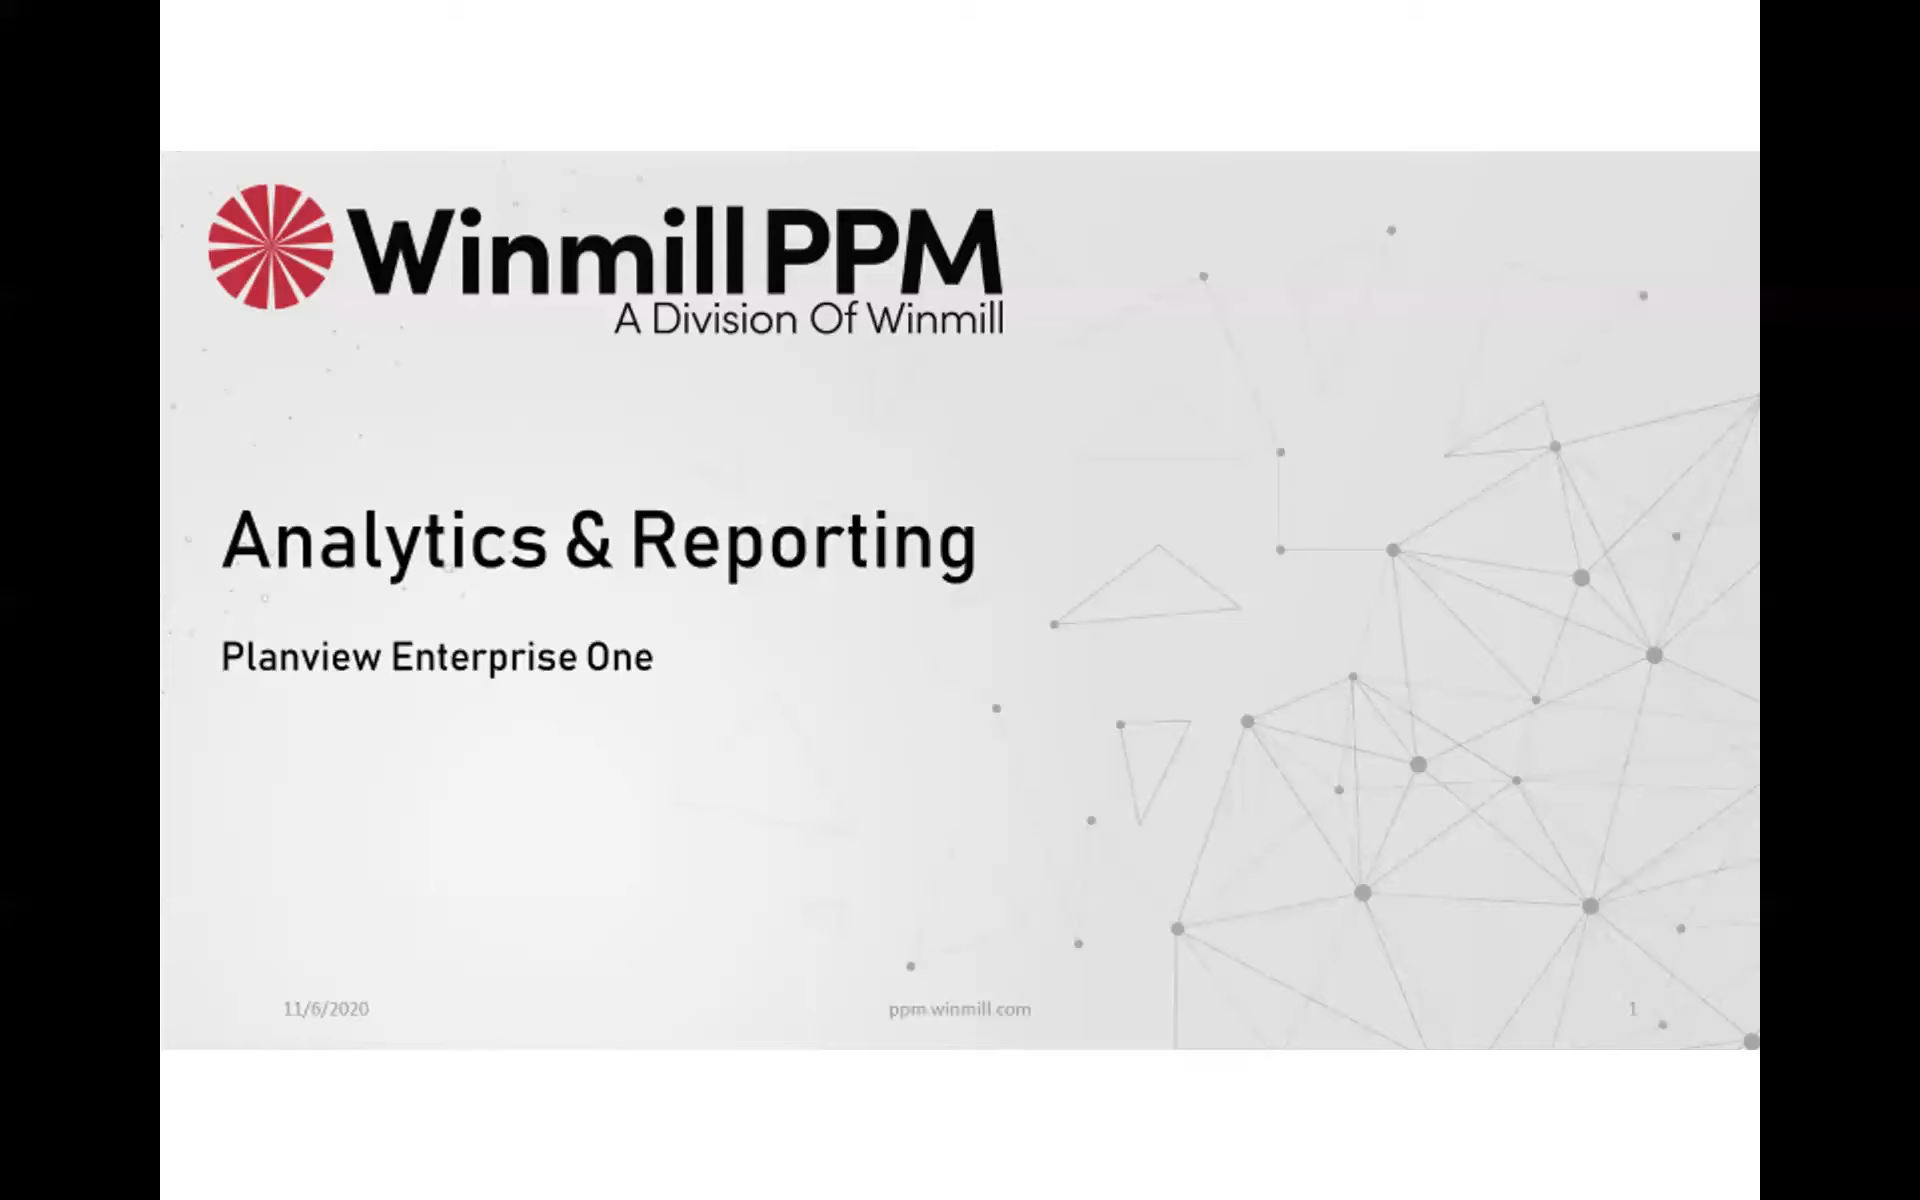 Winmill PPM
A Division Of Winmill
Analytics & Reporting
Planview Enterprise One
11/6/2020
ppm.winmill.com
1